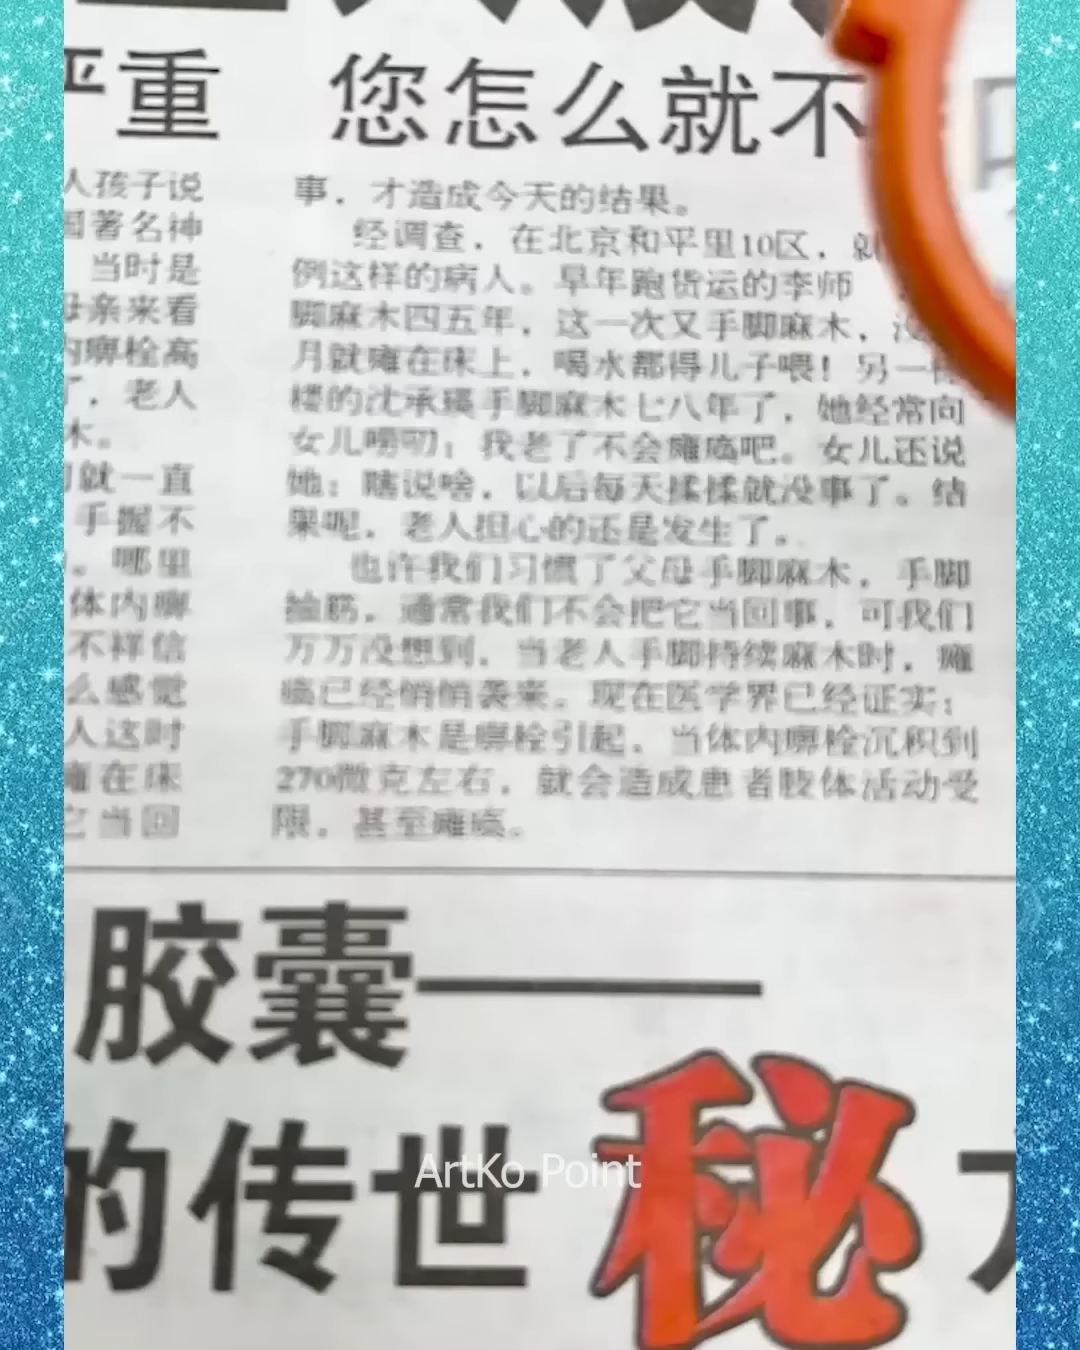 严重 您怎么就不
人孩子说
国著名神
当时是
母亲来看
内痹栓高
了,老人
木。
就一直
手握不
。哪里
体内痹
不祥信
么感觉
人这时
瘫在床
它当回
事,才造成今天的结果。
经调查,在北京和平里10区,就
例这样的病人。早年跑货运的李师
脚麻木四五年,这一次又手脚麻木,没
月就瘫在床上,喝水都得儿子喂!另一
楼的沈承瑛手脚麻木七八年了,她经常向
女儿唠叨:我老了不会瘫痪吧。女儿还说
她:瞎说啥,以后每天揉揉就没事了。结
果呢,老人担心的还是发生了。
也许我们习惯了父母手脚麻木,手脚
抽筋,通常我们不会把它当回事,可我们
万万没想到,当老人手脚持续麻木时,瘫
痪已经悄悄袭来。现在医学界已经证实:
手脚麻木是痹栓引起,当体内痹栓沉积到
270微克左右,就会造成患者肢体活动受
限,甚至瘫痪。
胶囊——
的传世秘
ArtKo Point